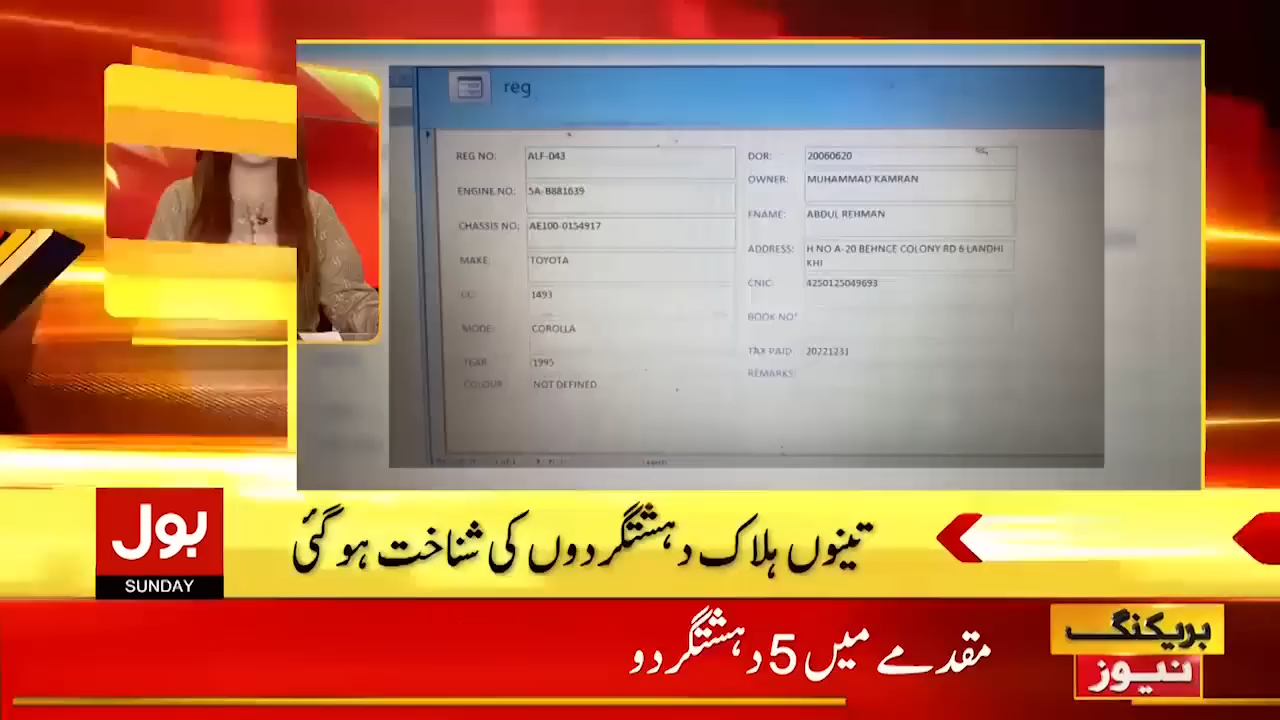 reg
REG NO: ALF-043
ENGINE NO: 5A-B881639
CHASSIS NO: AE100-0154917
MAKE: TOYOTA
CC: 1493
MODE: COROLLA
YEAR 1995
COLOUR NOT DEFINED
DOR: 20060620
OWNER: MUHAMMAD KAMRAN
FNAME: ABDUL REHMAN
ADDRESS: H NO A-20 BEHNCE COLONY RD 6 LANDHI
KHI
CNIC: 4250125049693
BOOK NO:
TAX PAID: 20221231
REMARKS:
تینوں ہلاک دہشتگردوں کی شناخت ہوگئی
بول
SUNDAY
مقدمے میں 5 دہشتگرد و
بریکنگ
نیوز